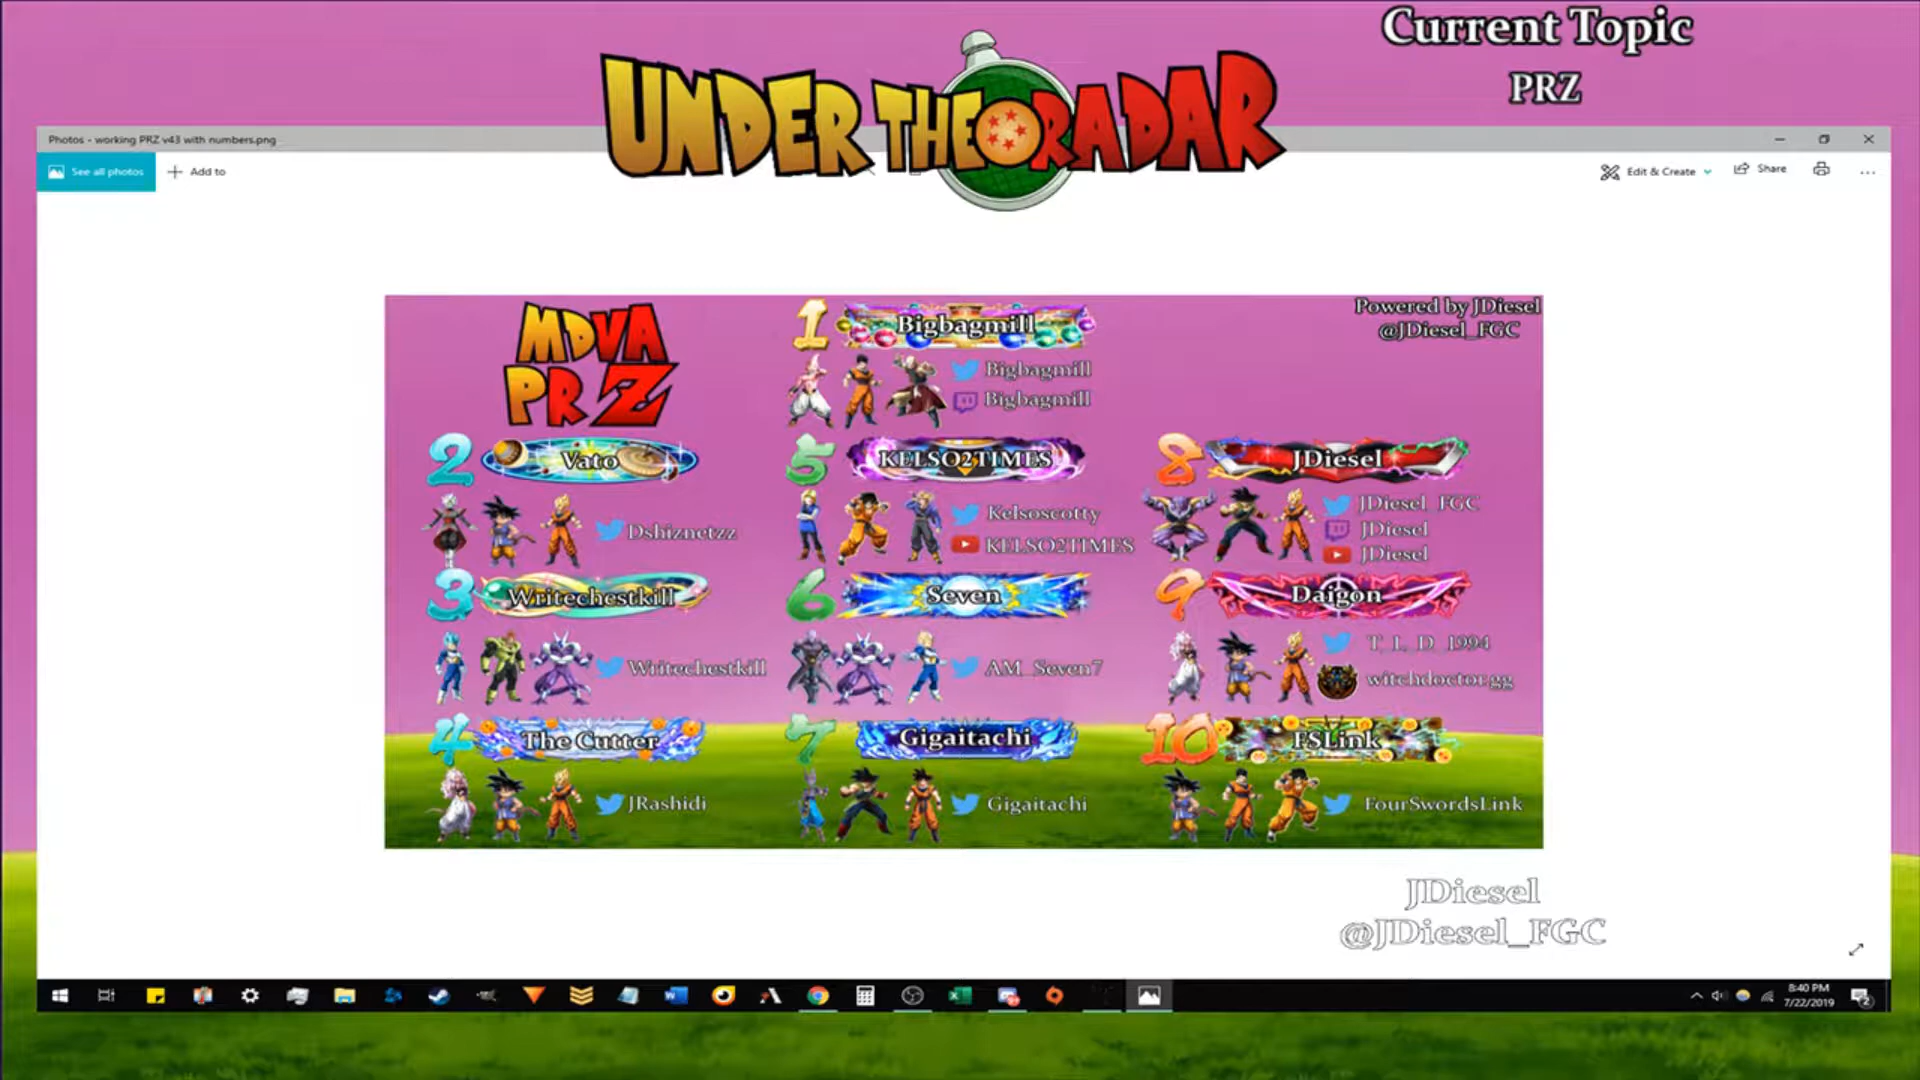 Current Topic
PRZ
UNDER THE RADAR
Photos - working PRZ v43 with numbers.png
See all photos
Add to
Edit & Create
Share
MDVA
PRZ
1 Bigbagmill
Bigbagmill
Bigbagmill
Powered by JDiesel
@JDiesel_FGC
2 Vato
Dshiznetzz
5 KELSO2TIMES
Kelsoscotty
KELSO2TIMES
8 JDiesel
JDiesel_FGC
JDiesel
JDiesel
3 Writechestkill
Writechestkill
6 Seven
AM_Seven7
9 Daigon
T_L_D_1994
witchdoctor.gg
4 The Cutter
JRashidi
7 Gigaitachi
Gigaitachi
10 FSLink
FourSwordsLink
JDiesel
@JDiesel_FGC
8:40 PM
7/22/2019
2